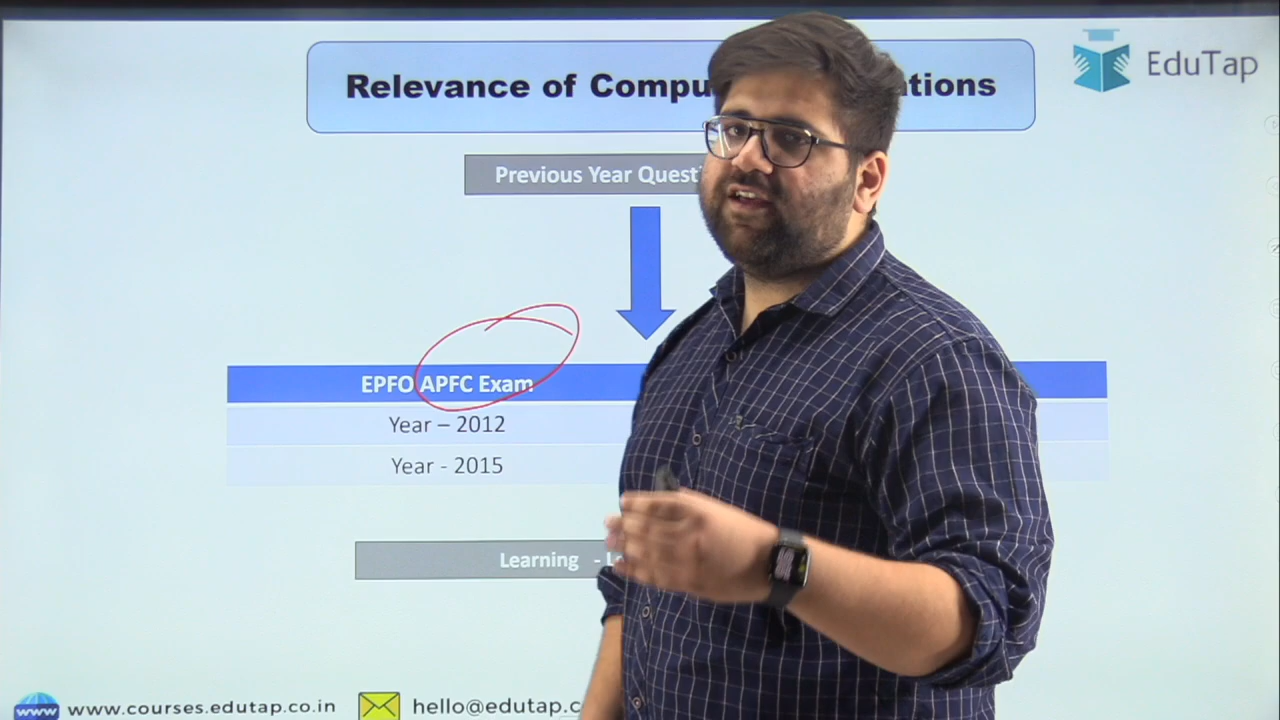 Relevance of Compu ations
EduTap
Previous Year Quest
EPFO APFC Exam
Year – 2012
Year - 2015
Learning -
www.courses.edutap.co.in
hello@edutap.c